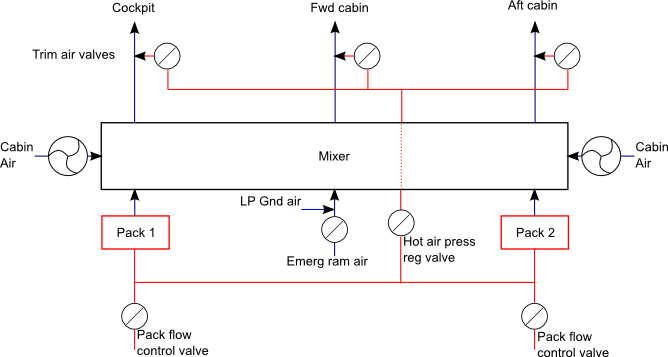 Cockpit
Fwd cabin
Aft cabin
Trim air valves
Cabin
Air
Mixer
Cabin
Air
LP Gnd air
Pack 1
Pack 2
Hot air press
reg valve
Emerg ram air
Pack flow
control valve
Pack flow
control valve